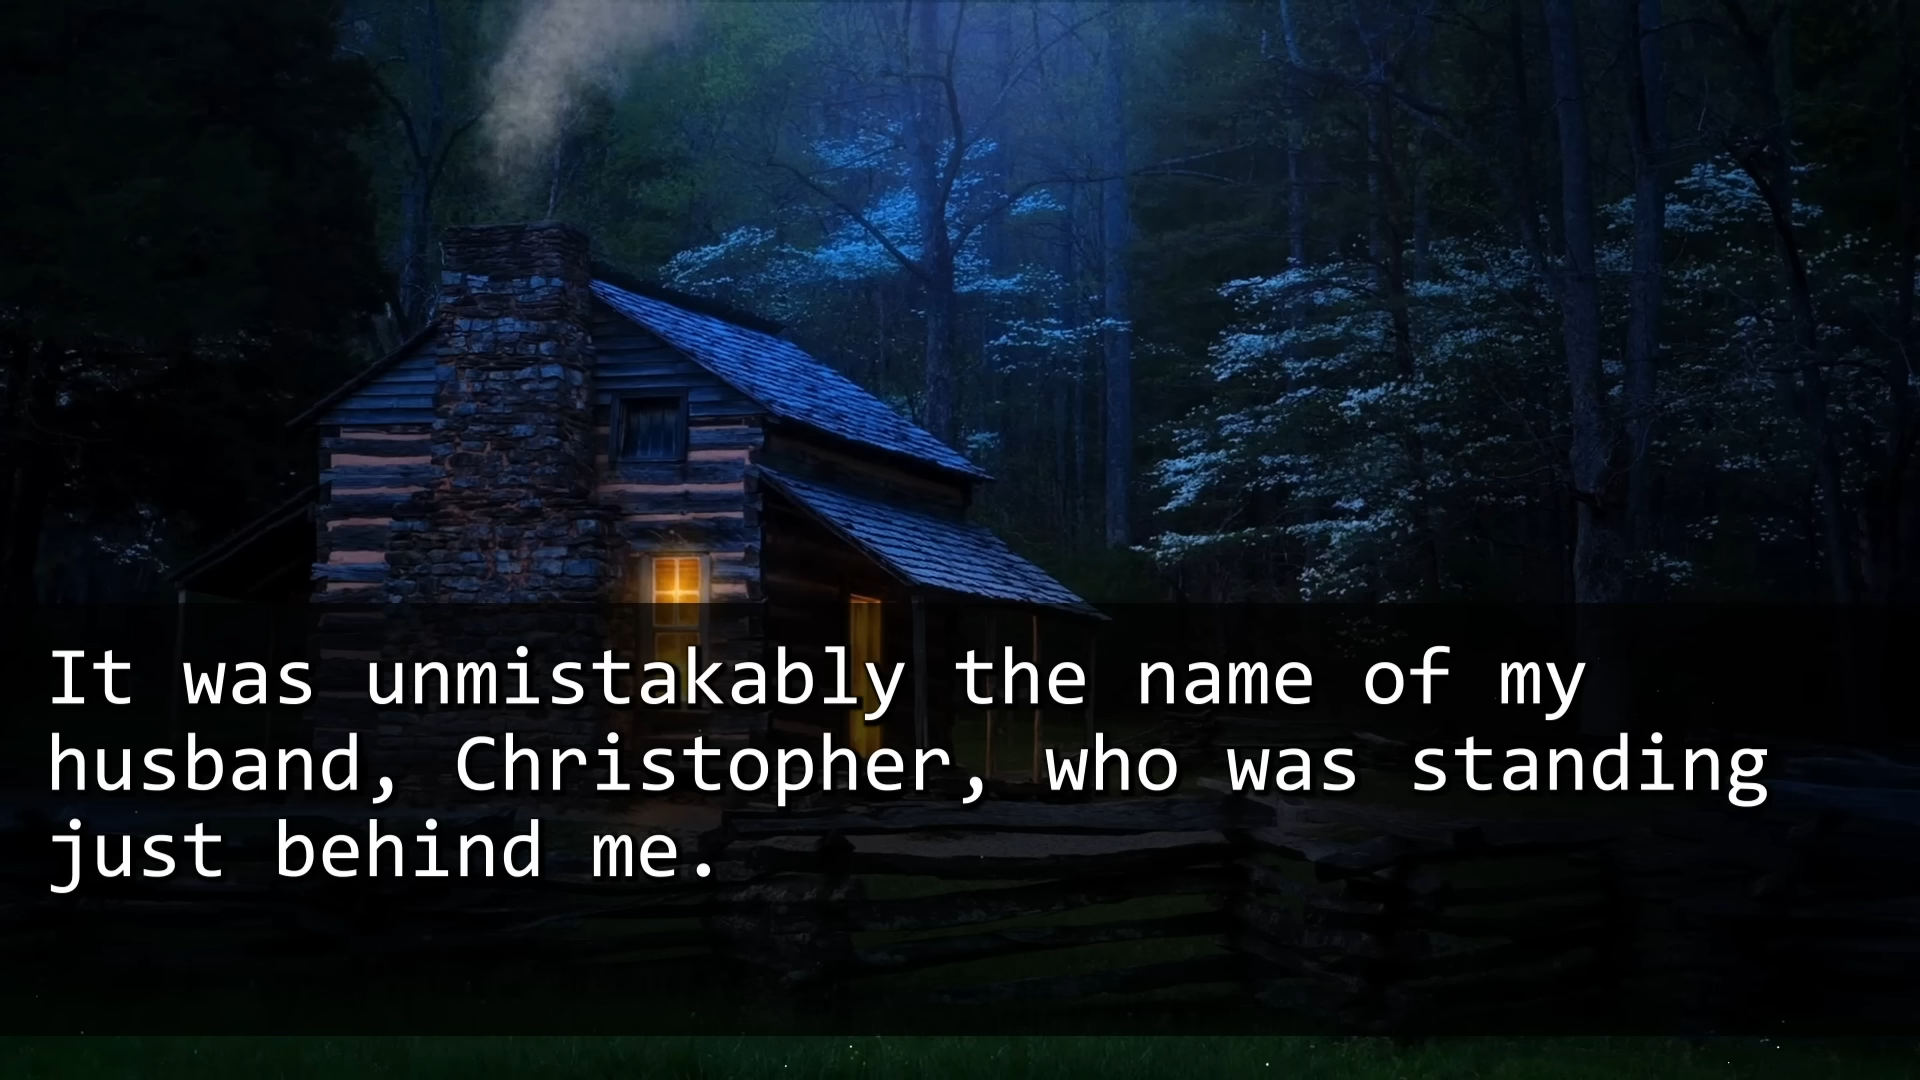 It was unmistakably the name of my
husband, Christopher, who was standing
just behind me.